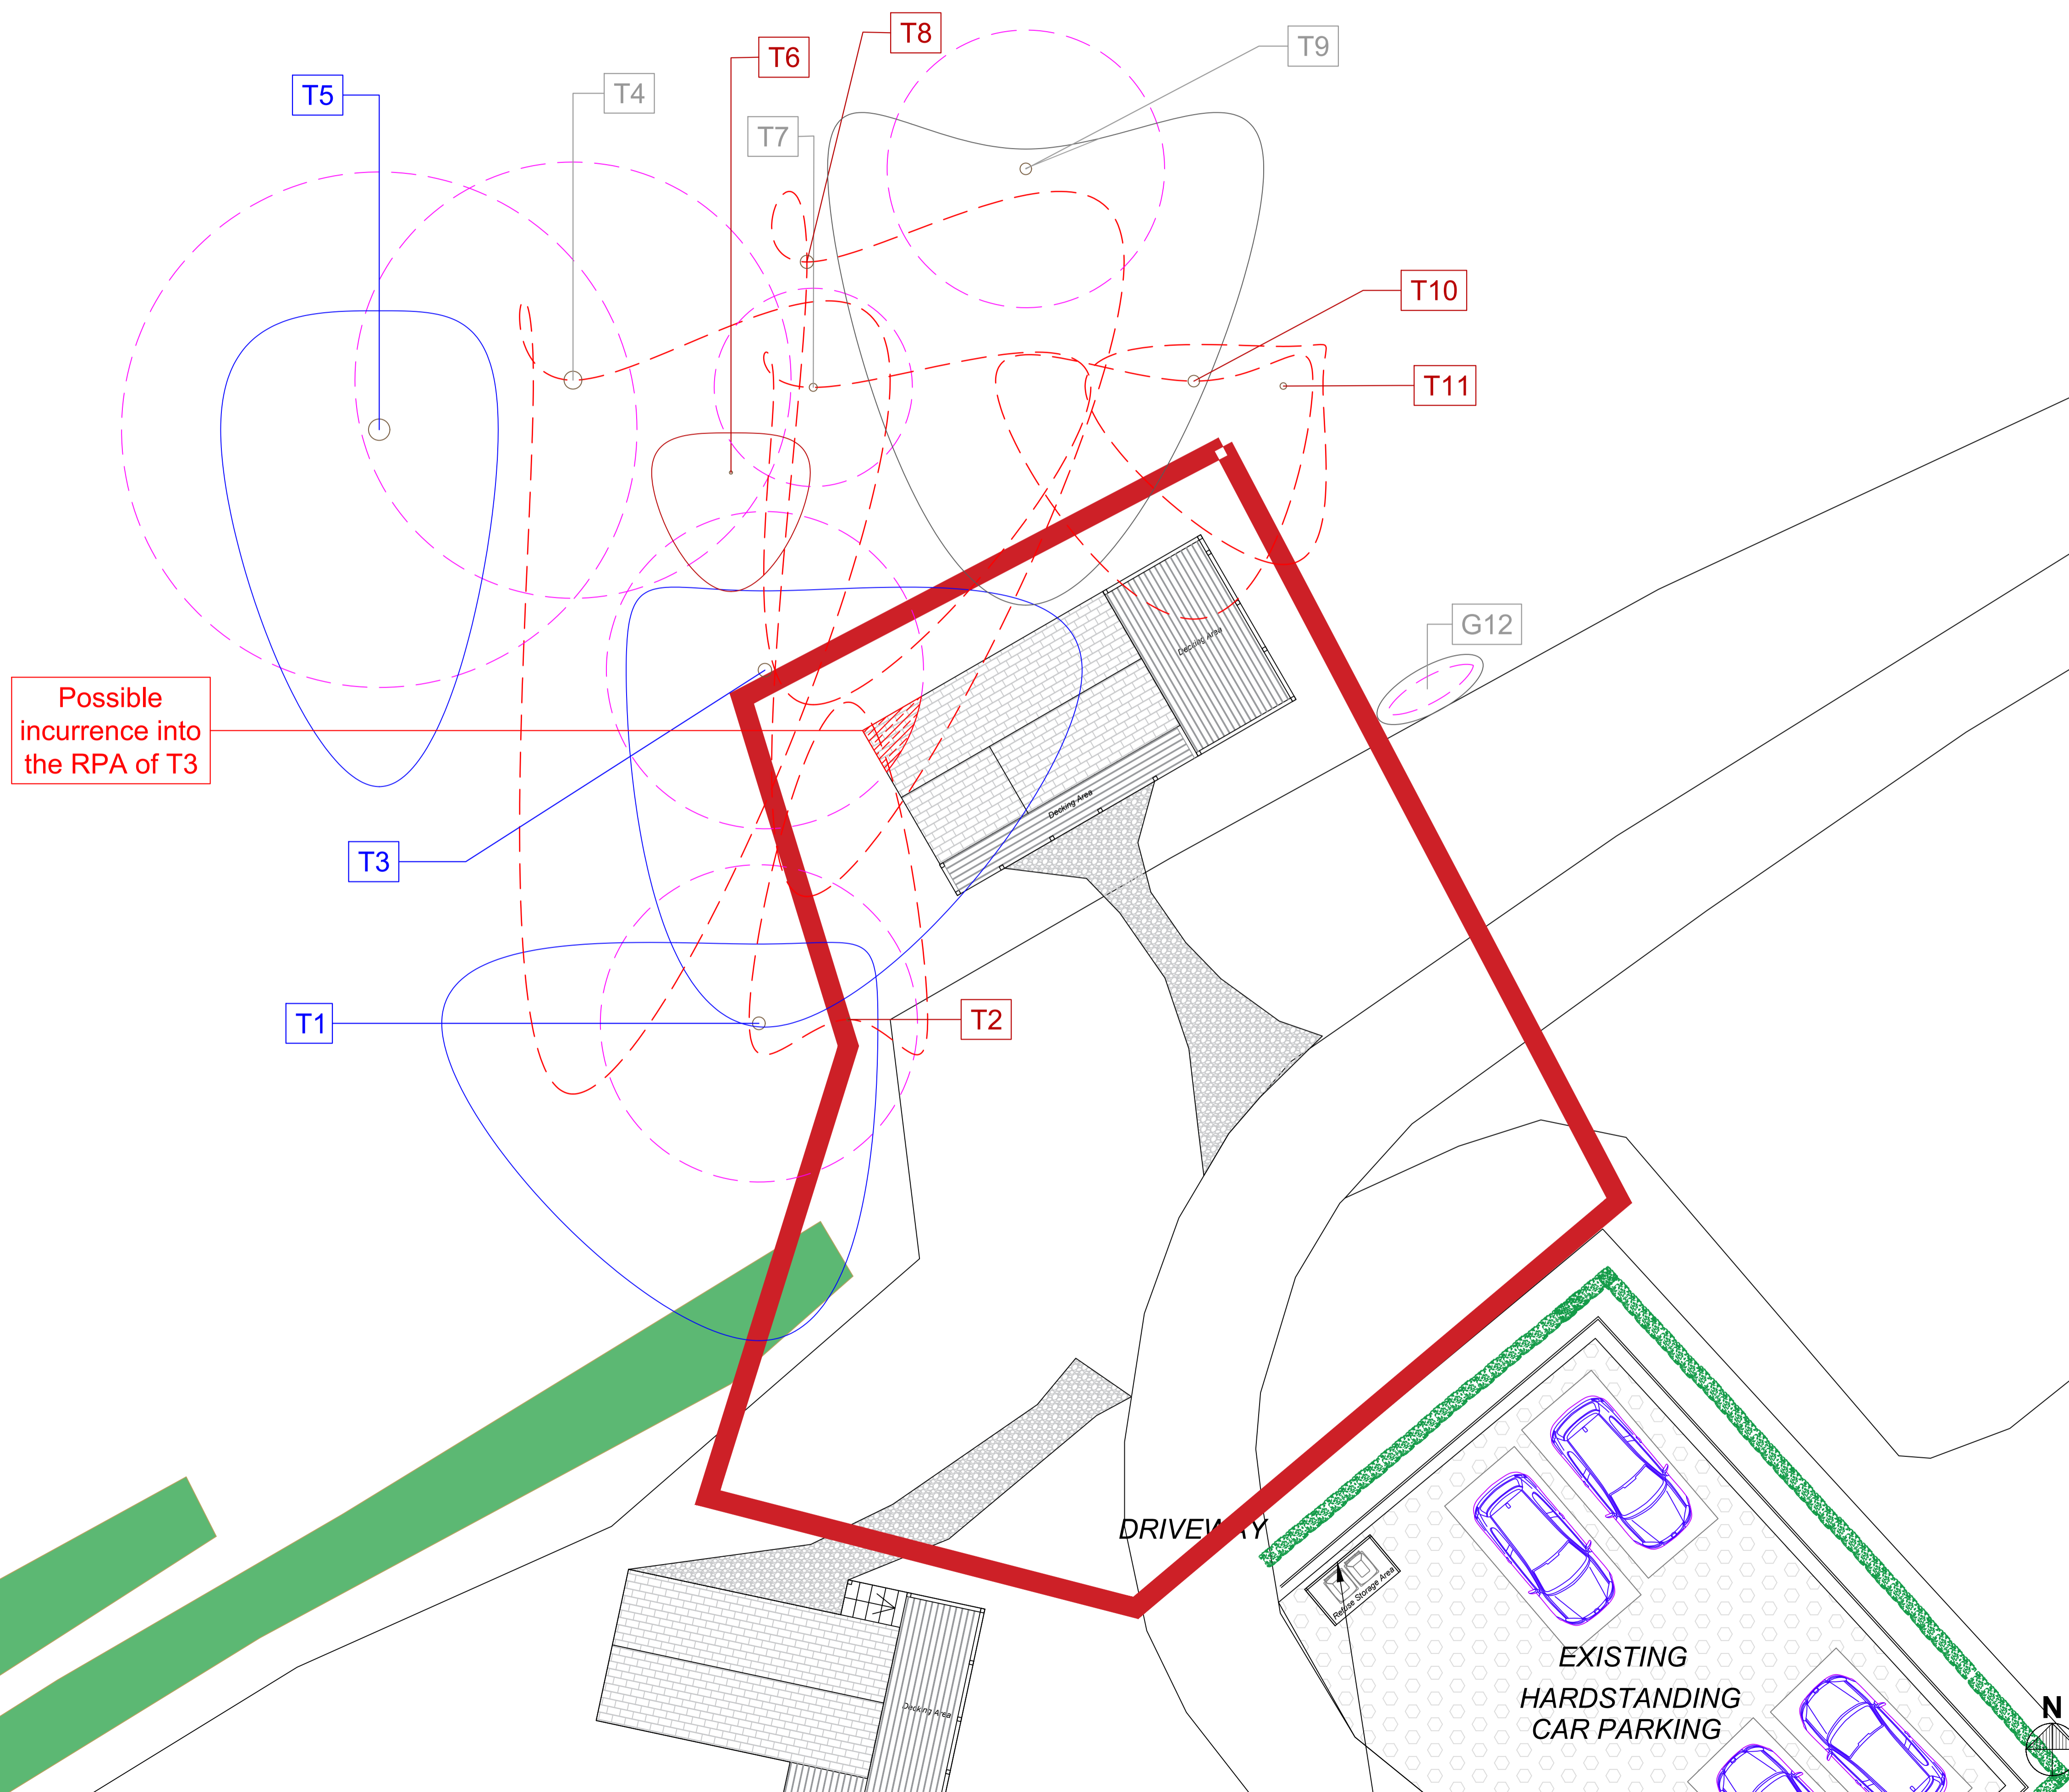 T8
T6
T9
T5
T4
T7
T10
T11
G12
Decking Area
Possible
incurrence into
the RPA of T3
Decking Area
T3
T1
T2
DRIVEWAY
Refuse Storage Area
EXISTING
HARDSTANDING
CAR PARKING
Decking Area
N